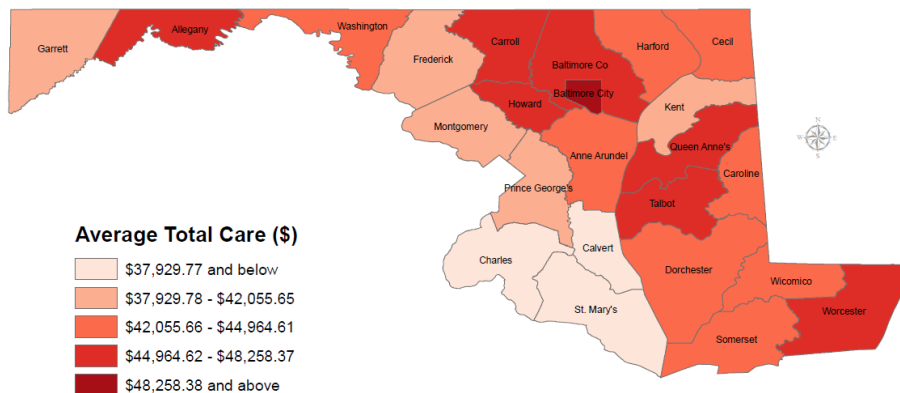 Garrett
Allegany
Washington
Frederick
Carroll
Baltimore Co
Baltimore City
Harford
Cecil
Howard
Montgomery
Kent
Queen Anne's
Anne Arundel
Caroline
Prince George's
Talbot
Calvert
Charles
St. Mary's
Dorchester
Wicomico
Worcester
Somerset
N
W
E
S
Average Total Care ($)
$37,929.77 and below
$37,929.78 - $42,055.65
$42,055.66 - $44,964.61
$44,964.62 - $48,258.37
$48,258.38 and above